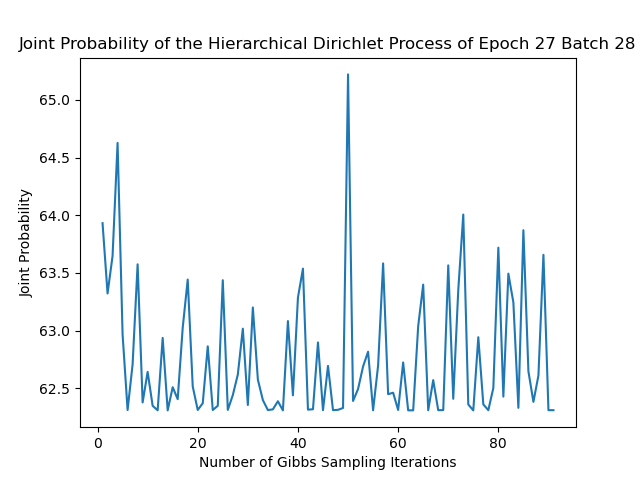 Joint Probability of the Hierarchical Dirichlet Process of Epoch 27 Batch 28
65.0
64.5
64.0
63.5
63.0
62.5
Joint Probability
0 20 40 60 80
Number of Gibbs Sampling Iterations